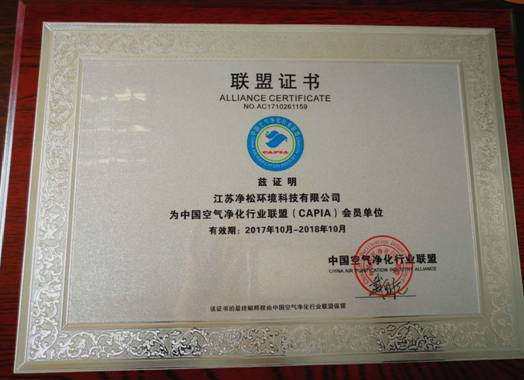 联盟证书
ALLIANCE CERTIFICATE
NO.AC1710261159
CAPIA
兹证明
江苏净松环境科技有限公司
为中国空气净化行业联盟（CAPIA）会员单位
有效期：2017年10月-2018年10月
中国空气净化行业联盟
CHINA AIR PURIFICATION INDUSTRY ALLIANCE
该证书的最终解释权由中国空气净化行业联盟保留